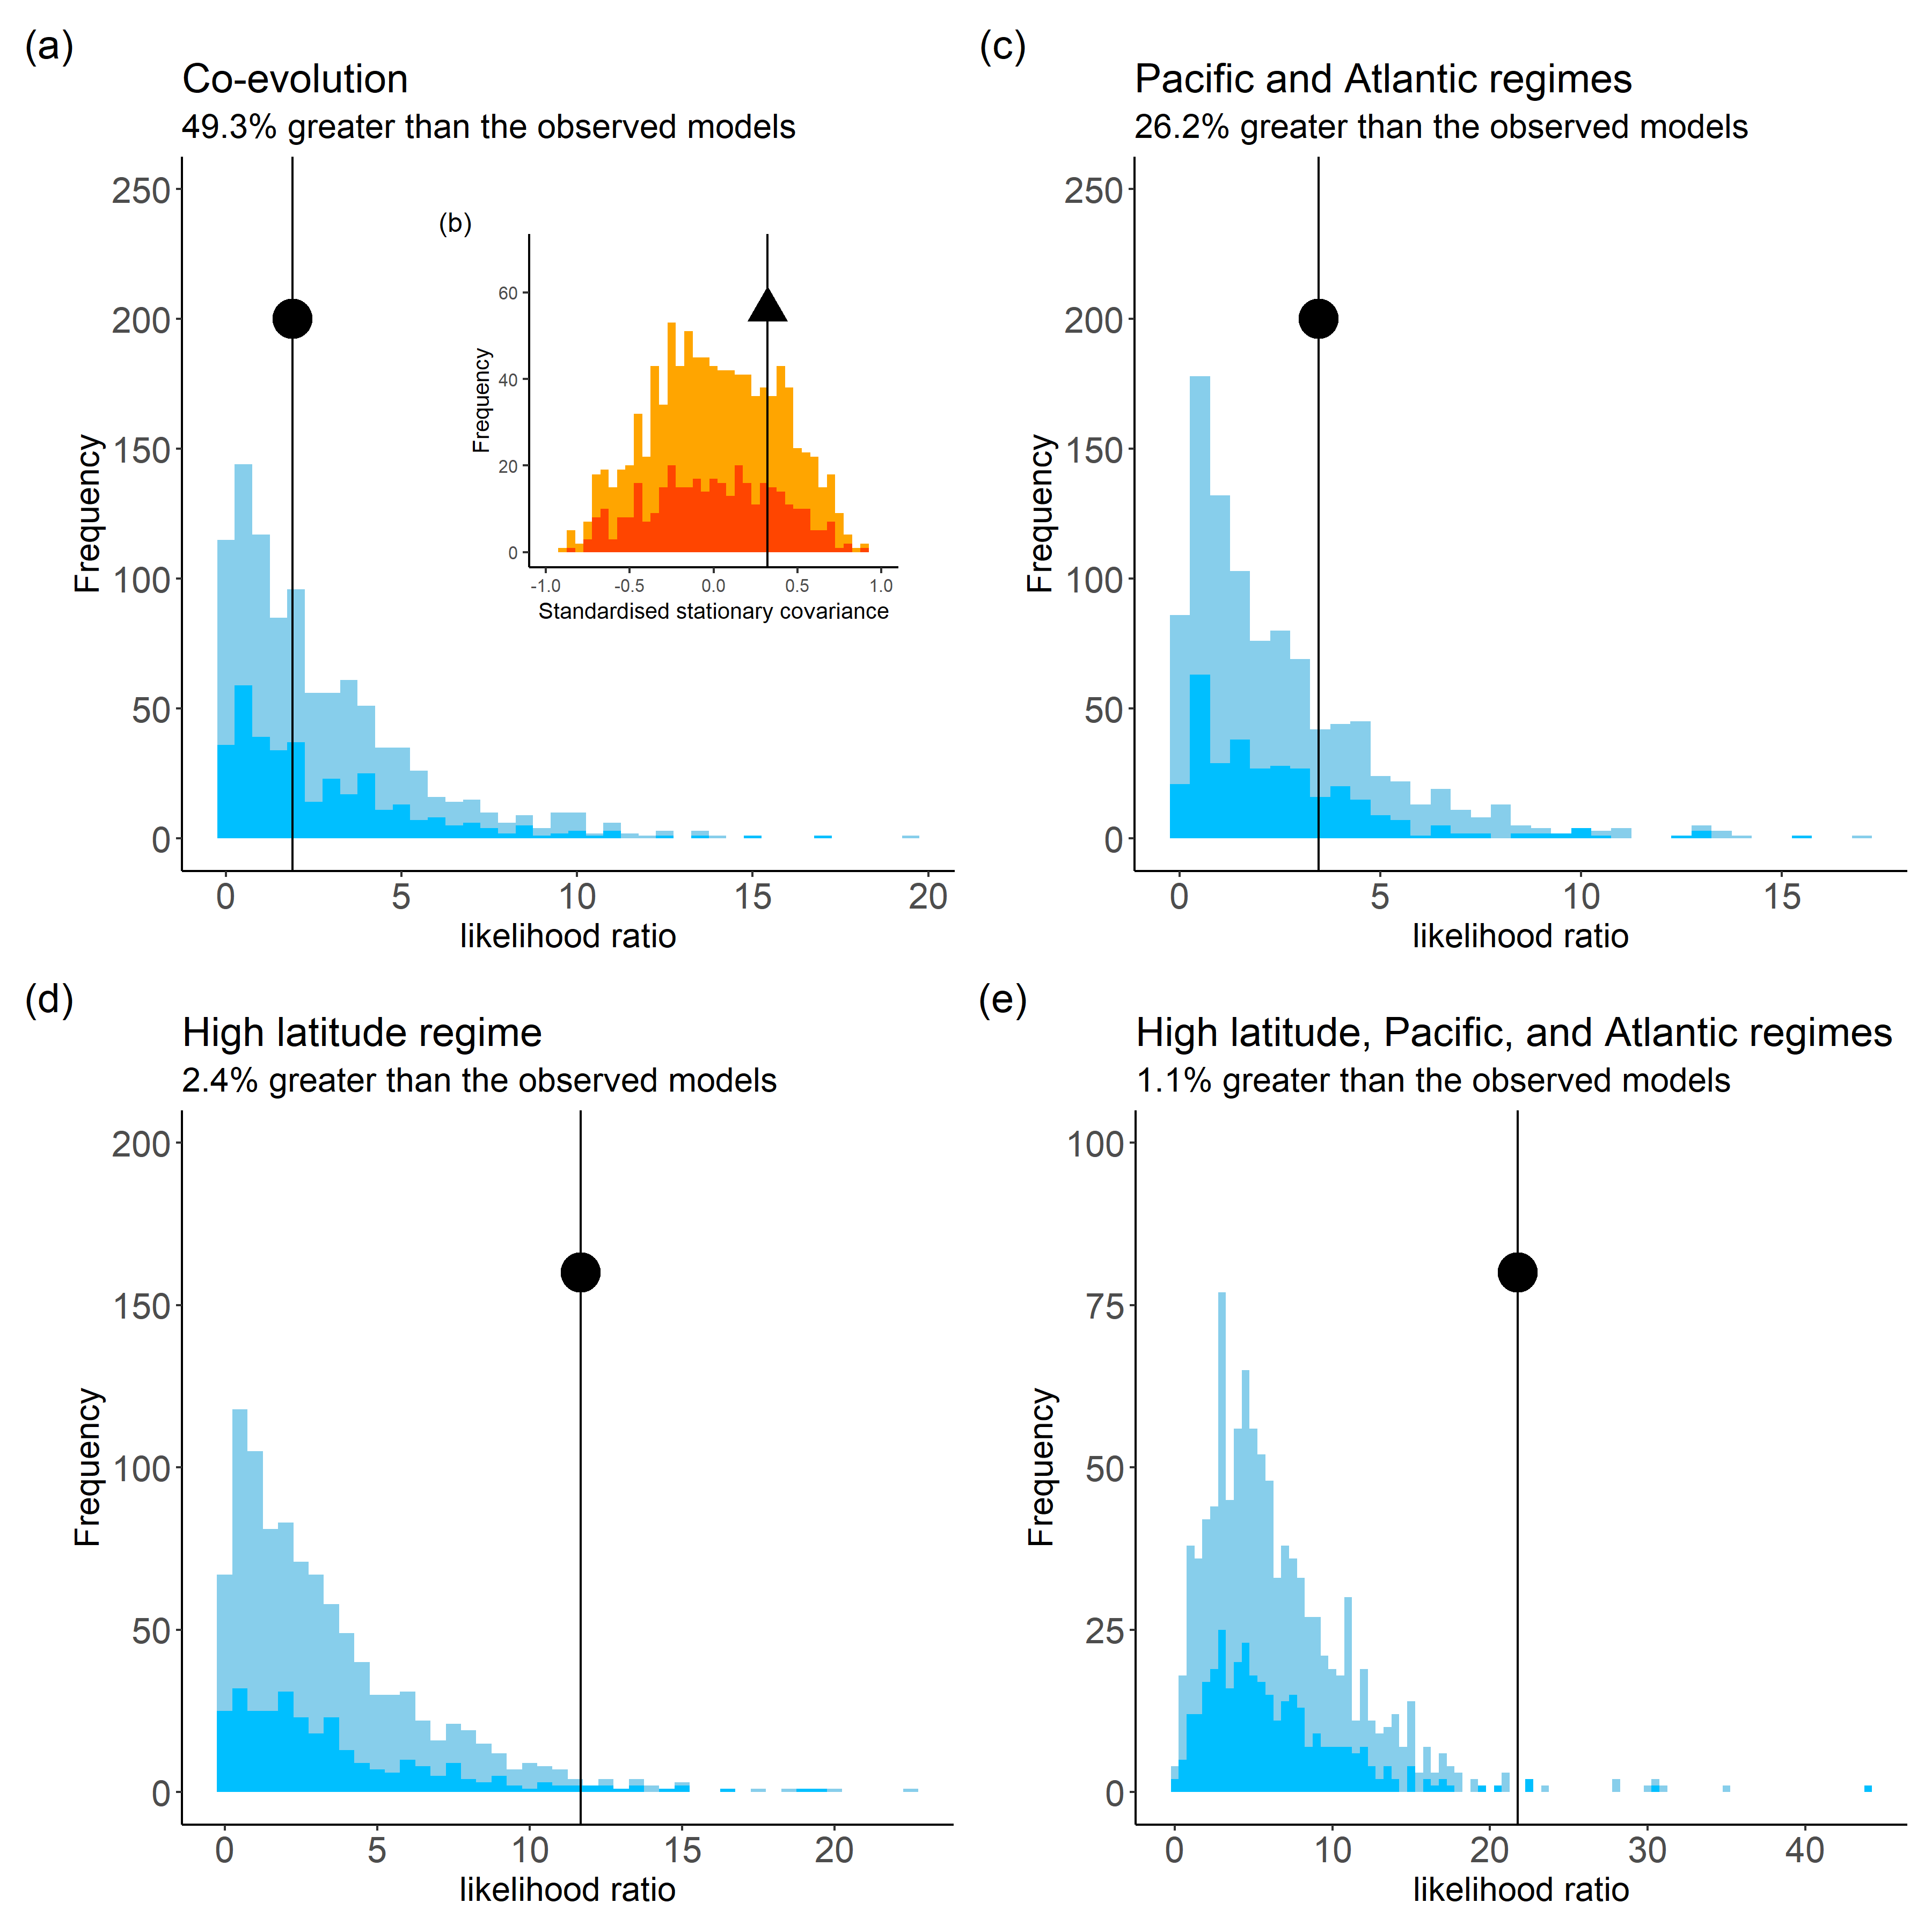 (a)
Co-evolution
49.3% greater than the observed models
250
200
150
100
50
0
Frequency
0 5 10 15 20
likelihood ratio
(b)
60
40
20
0
Frequency
-1.0 -0.5 0.0 0.5 1.0
Standardised stationary covariance
(c)
Pacific and Atlantic regimes
26.2% greater than the observed models
250
200
150
100
50
0
Frequency
0 5 10 15
likelihood ratio
(d)
High latitude regime
2.4% greater than the observed models
200
150
100
50
0
Frequency
0 5 10 15 20
likelihood ratio
(e)
High latitude, Pacific, and Atlantic regimes
1.1% greater than the observed models
100
75
50
25
0
Frequency
0 10 20 30 40
likelihood ratio